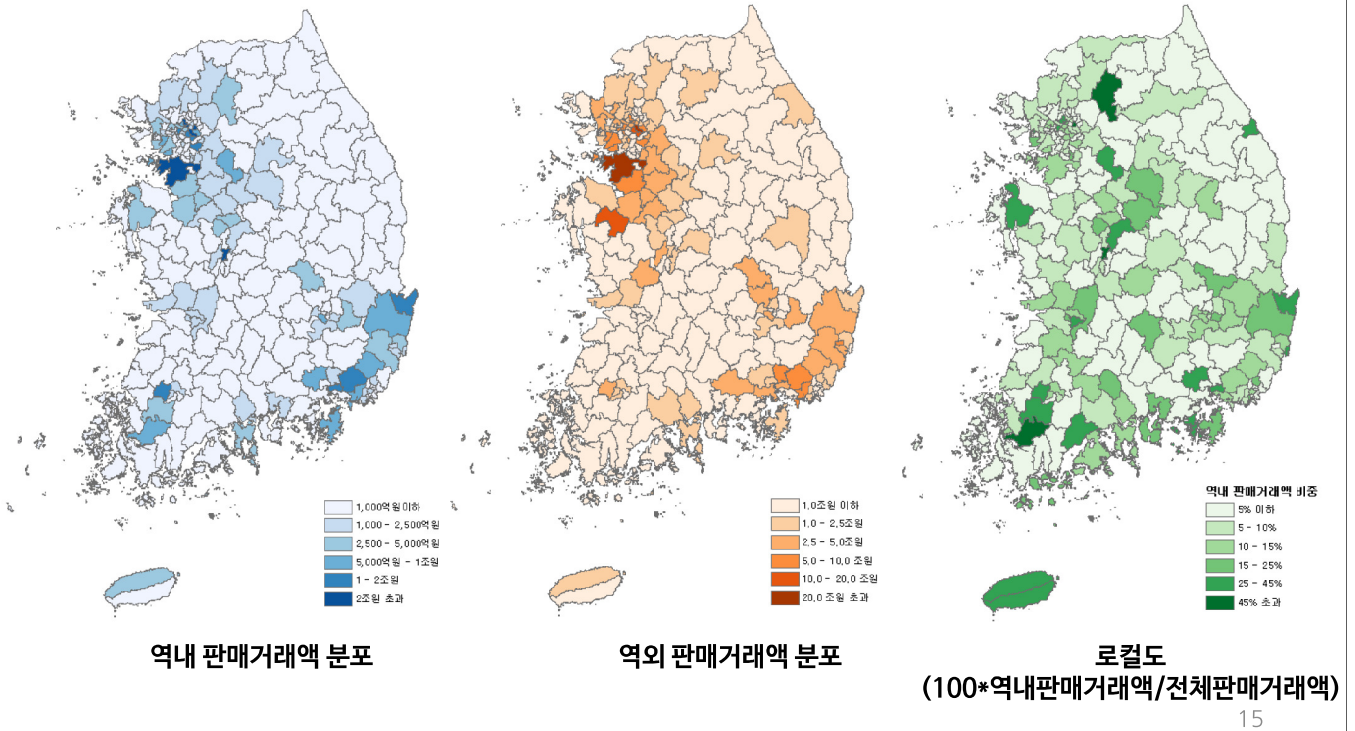 1,000억원이하
1,000 - 2,500억원
2,500 - 5,000억원
5,000억원 - 1조원
1 - 2조원
2조원 초과
1,0조원 이하
1,0 - 2,5조원
2,5 - 5,0조원
5,0 - 10,0 조원
10,0 - 20,0 조원
20,0 조원 초과
역내 판매거래액 비중
5% 이하
5 - 10%
10 - 15%
15 - 25%
25 - 45%
45% 초과
역내 판매거래액 분포
역외 판매거래액 분포
로컬도
(100*역내판매거래액/전체판매거래액)
15